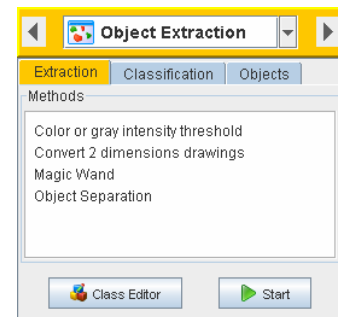 Object Extraction
Extraction Classification Objects
Methods
Color or gray intensity threshold
Convert 2 dimensions drawings
Magic Wand
Object Separation
Class Editor Start